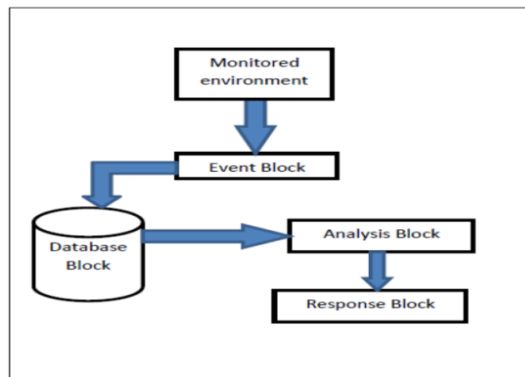 Monitored
environment
Event Block
Database
Block
Analysis Block
Response Block